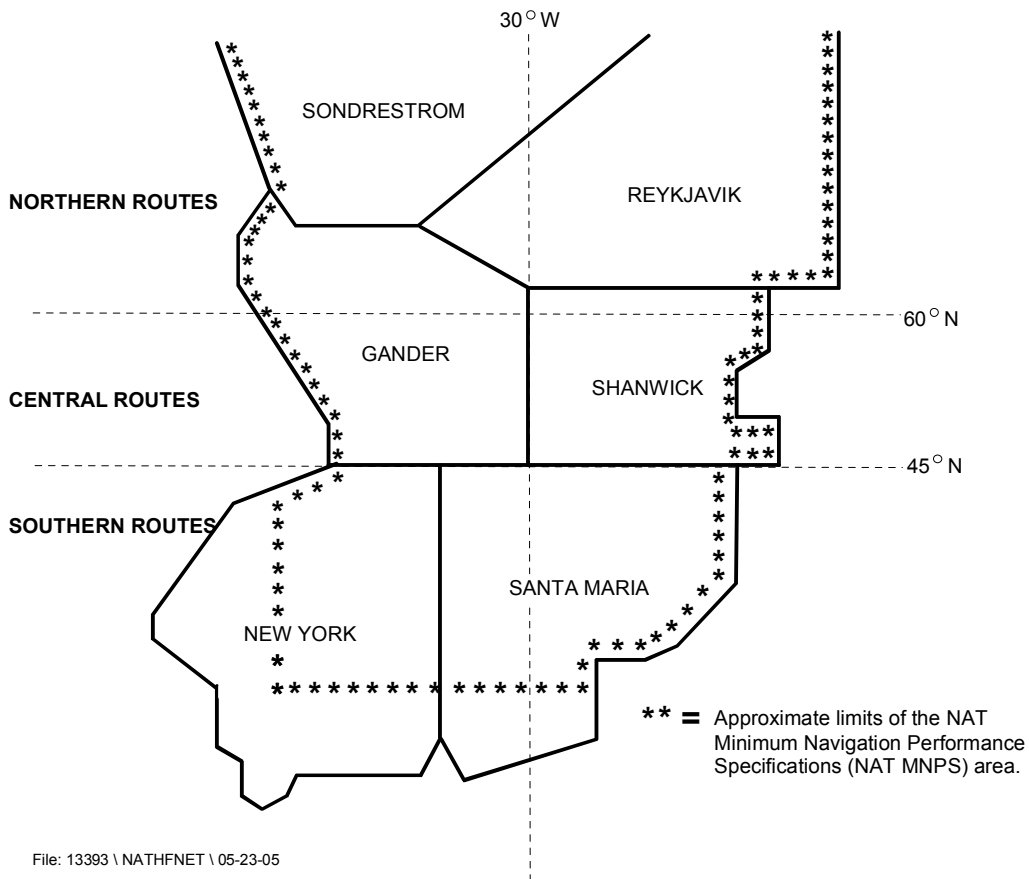 30° W
SONDRESTROM
REYKJAVIK
NORTHERN ROUTES
60° N
GANDER
SHANWICK
CENTRAL ROUTES
45° N
SOUTHERN ROUTES
SANTA MARIA
NEW YORK
** = Approximate limits of the NAT
Minimum Navigation Performance
Specifications (NAT MNPS) area.
File: 13393 \ NATHFNET \ 05-23-05